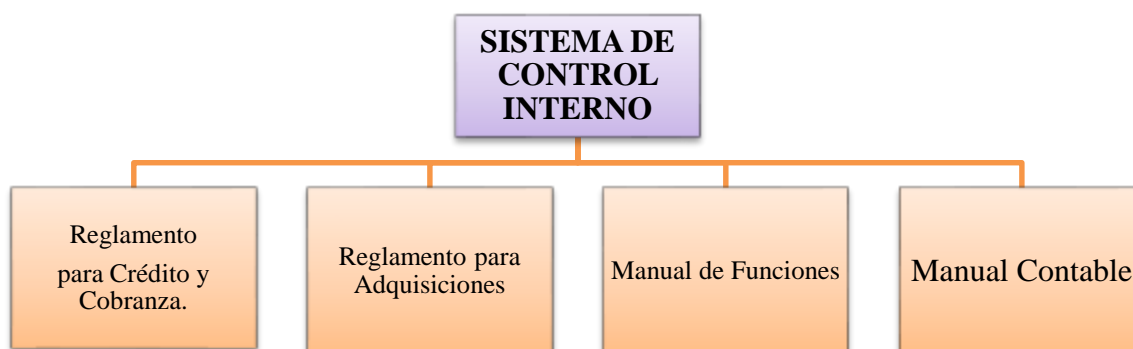 SISTEMA DE
CONTROL
INTERNO
Reglamento
para Crédito y
Cobranza.
Reglamento para
Adquisiciones
Manual de Funciones
Manual Contable